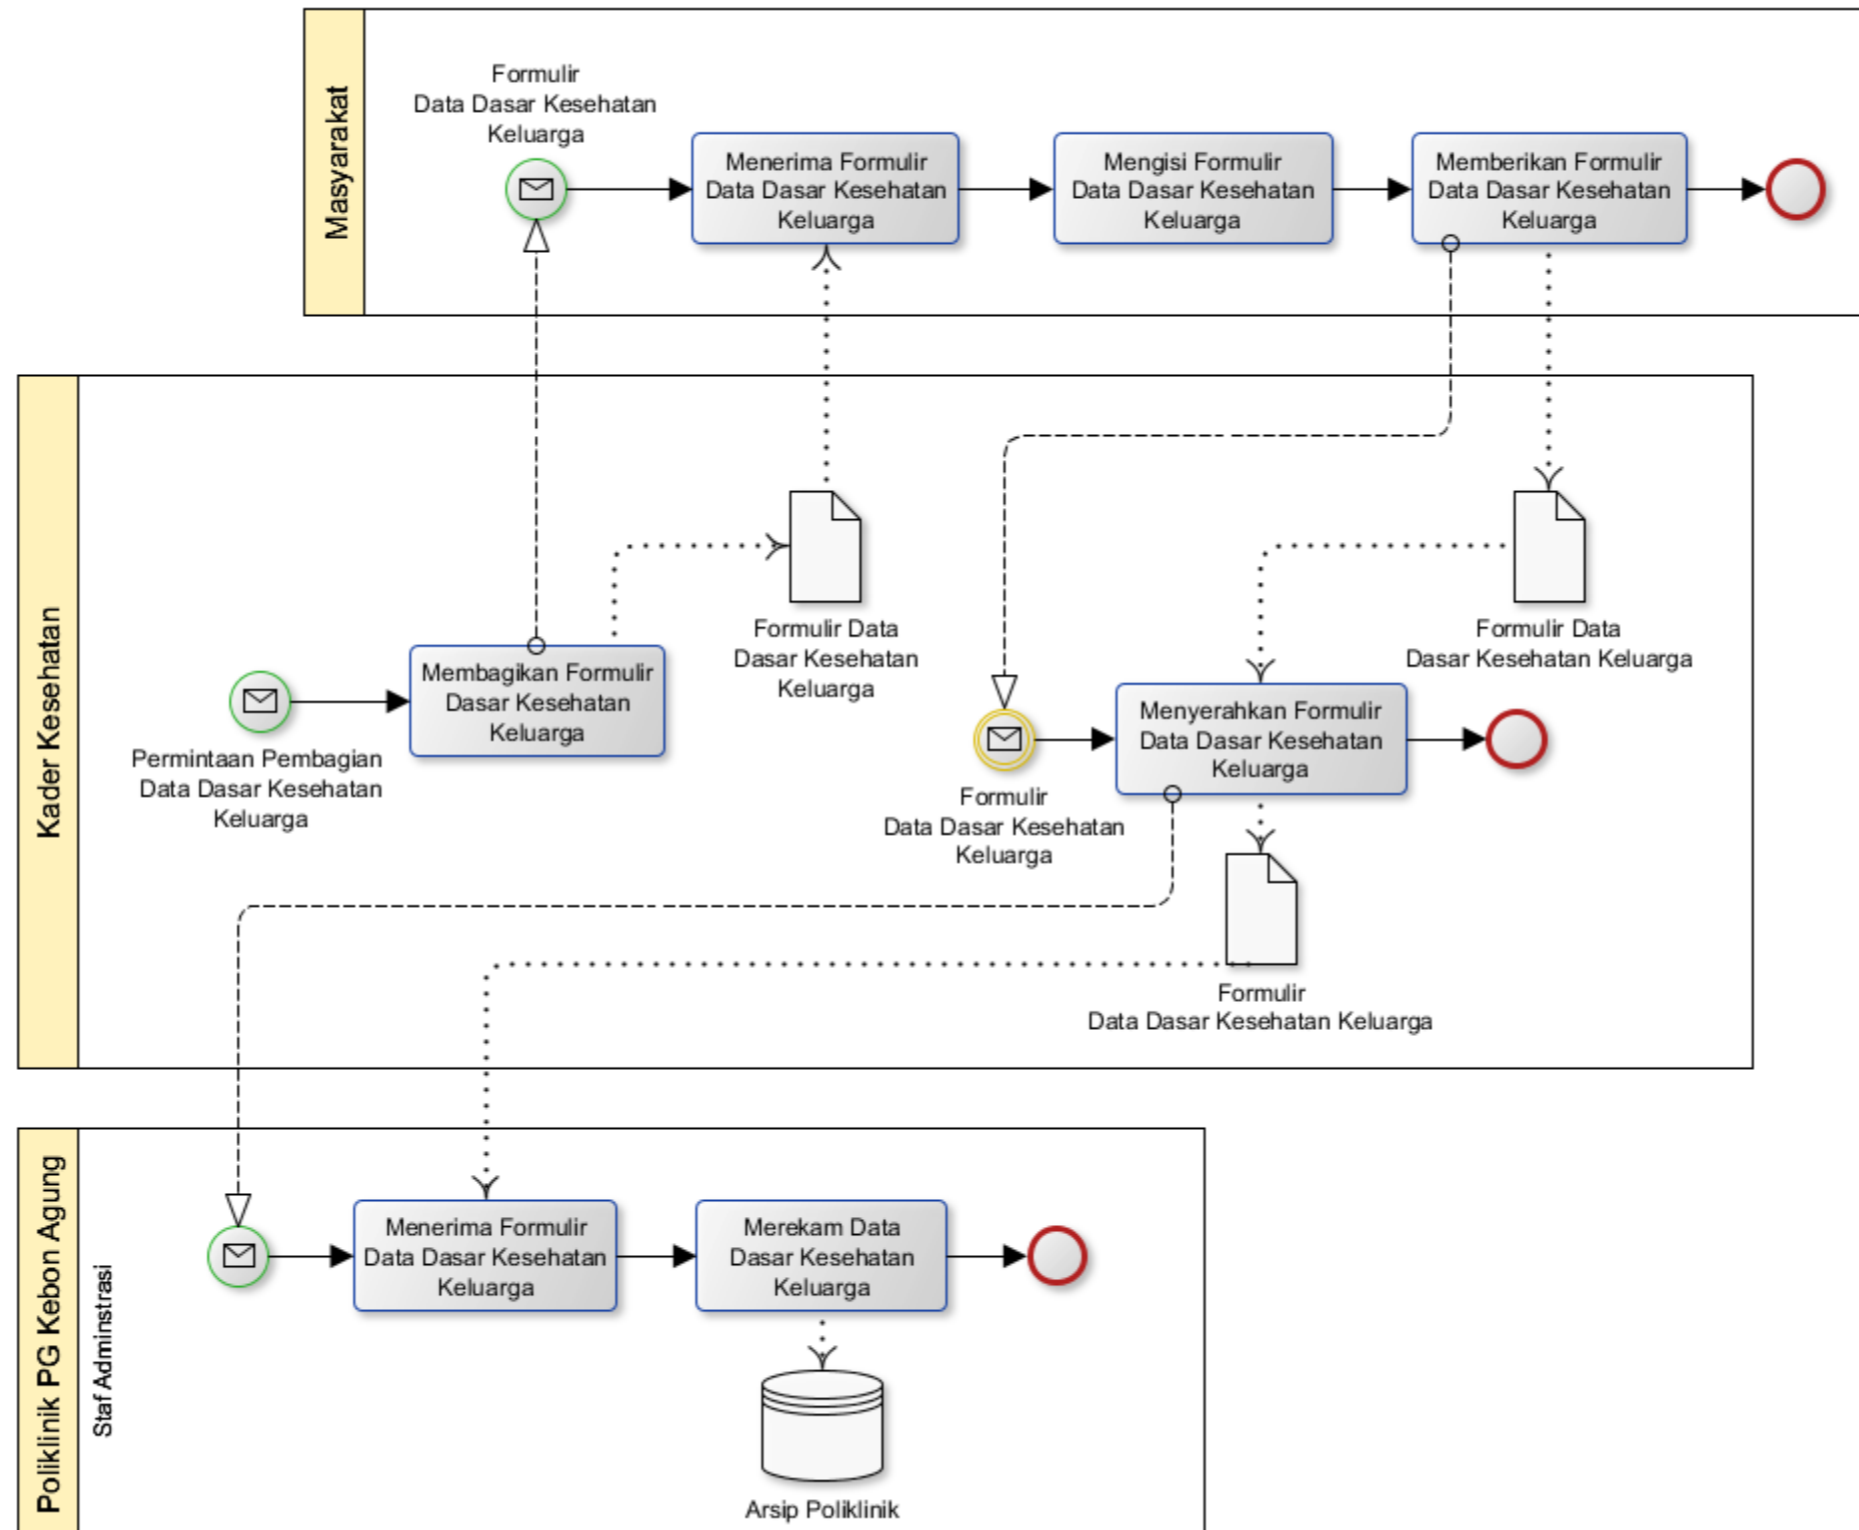 Masyarakat
Formulir
Data Dasar Kesehatan
Keluarga
Menerima Formulir
Data Dasar Kesehatan
Keluarga
Mengisi Formulir
Data Dasar Kesehatan
Keluarga
Memberikan Formulir
Data Dasar Kesehatan
Keluarga
Kader Kesehatan
Permintaan Pembagian
Data Dasar Kesehatan
Keluarga
Membagikan Formulir
Dasar Kesehatan
Keluarga
Formulir Data
Dasar Kesehatan
Keluarga
Formulir
Data Dasar Kesehatan
Keluarga
Menyerahkan Formulir
Data Dasar Kesehatan
Keluarga
Formulir Data
Dasar Kesehatan Keluarga
Formulir
Data Dasar Kesehatan Keluarga
Poliklinik PG Kebon Agung
Staf Adminstrasi
Menerima Formulir
Data Dasar Kesehatan
Keluarga
Merekam Data
Dasar Kesehatan
Keluarga
Arsip Poliklinik